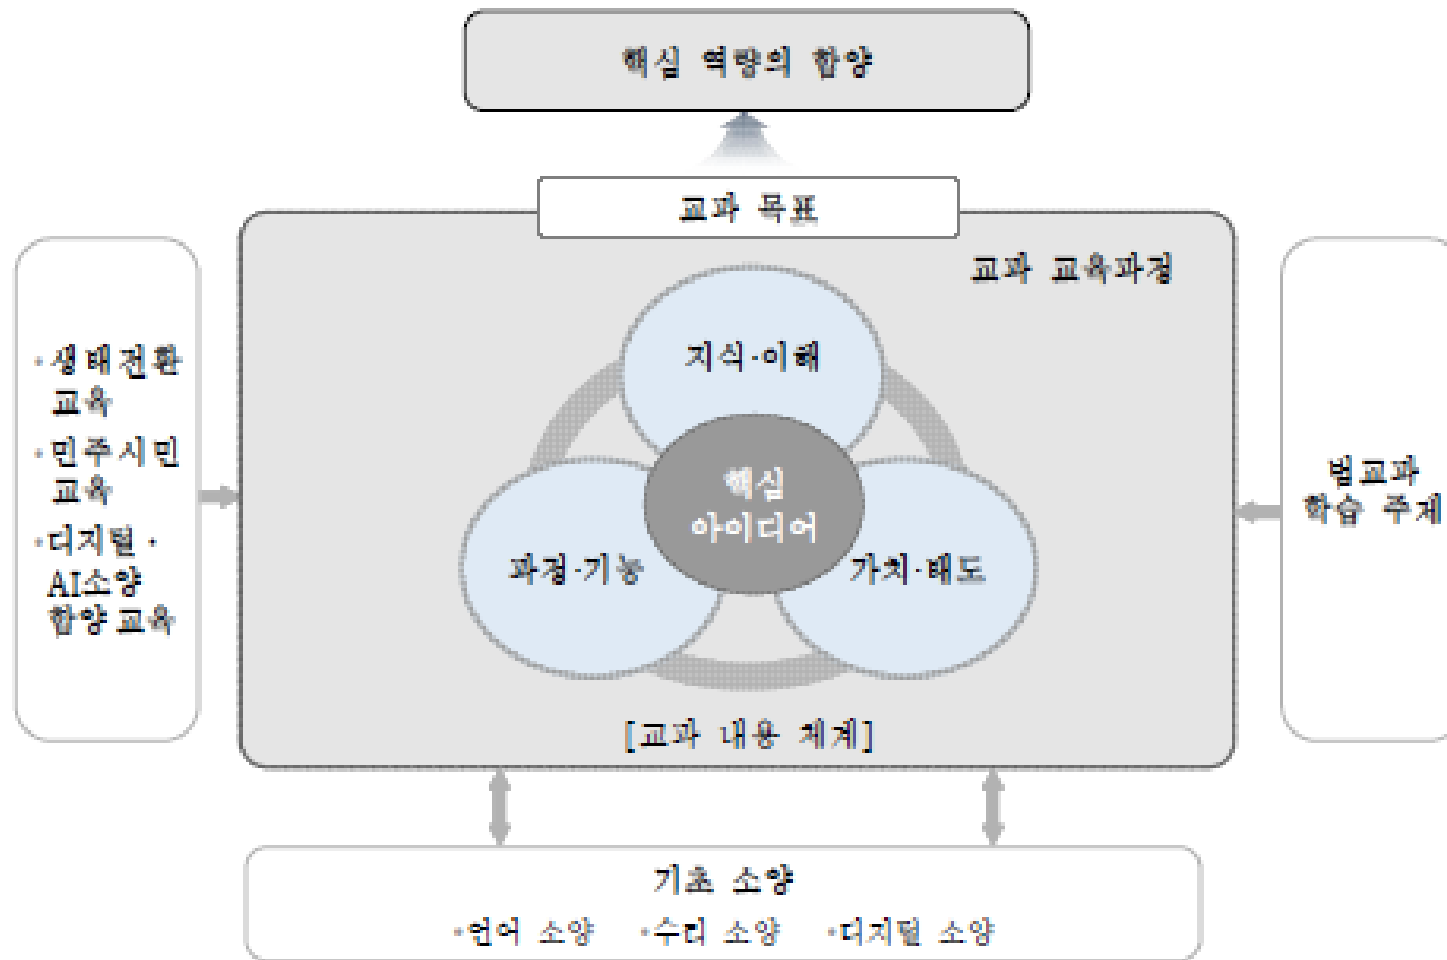 핵심 역량의 함양
교과 목표
교과 교육과정
•생태전환
교육
•민주시민
교육
•디지털·
AI소양
함양교육
지식·이해
핵심
아이디어
과정·기능
가치·태도
[교과 내용 체계]
범교과
학습 주제
기초 소양
•언어 소양 •수리 소양 •디지털 소양